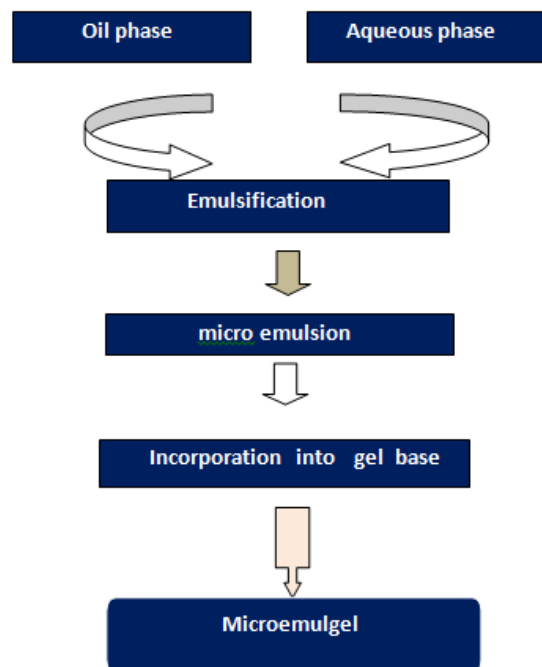 Oil phase
Aqueous phase
Emulsification
micro emulsion
Incorporation into gel base
Microemulgel